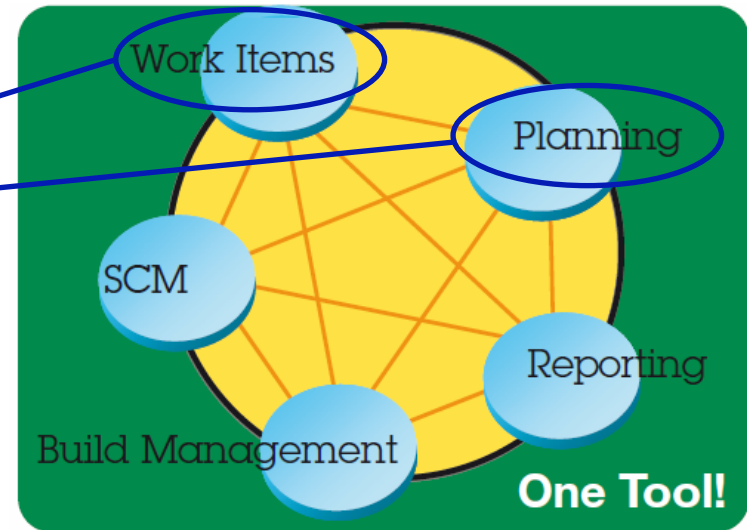 Work Items
Planning
SCM
Reporting
Build Management
One Tool!